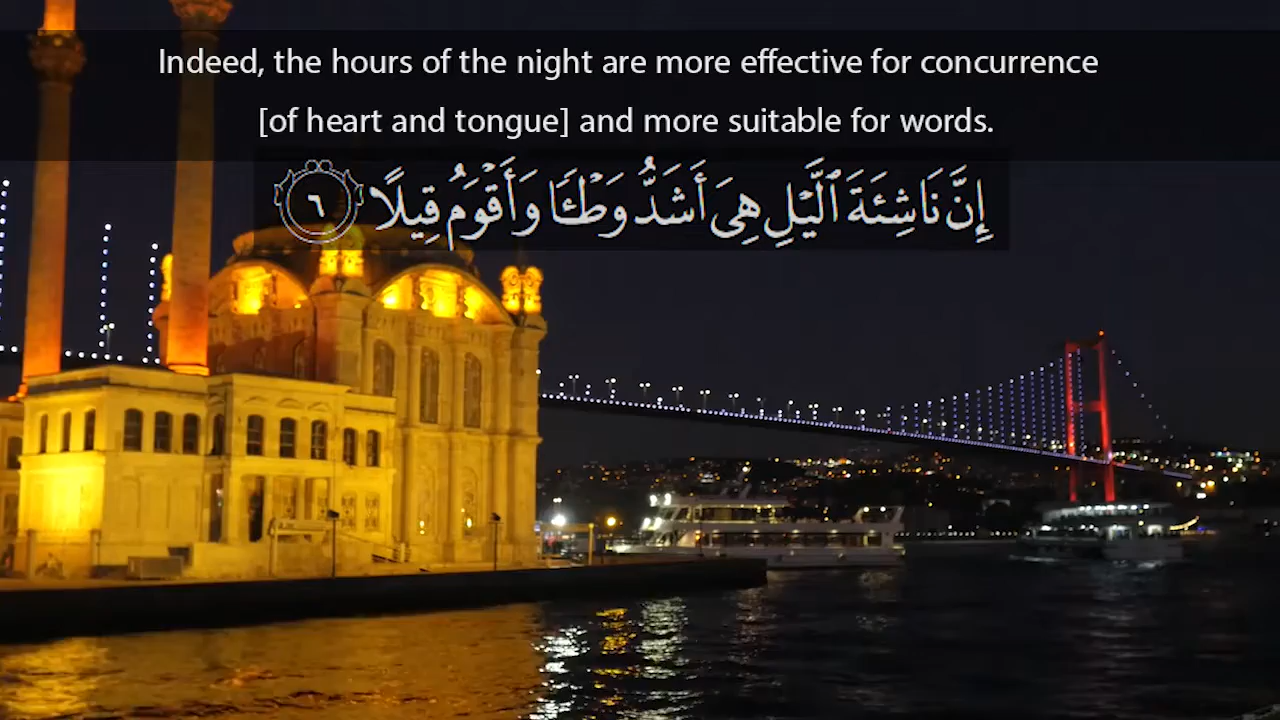 Indeed, the hours of the night are more effective for concurrence
[of heart and tongue] and more suitable for words.
إِنَّ نَاشِئَةَ ٱلَّيْلِ هِىَ أَشَدُّ وَطْـًٔا وَأَقْوَمُ قِيلًا ٦